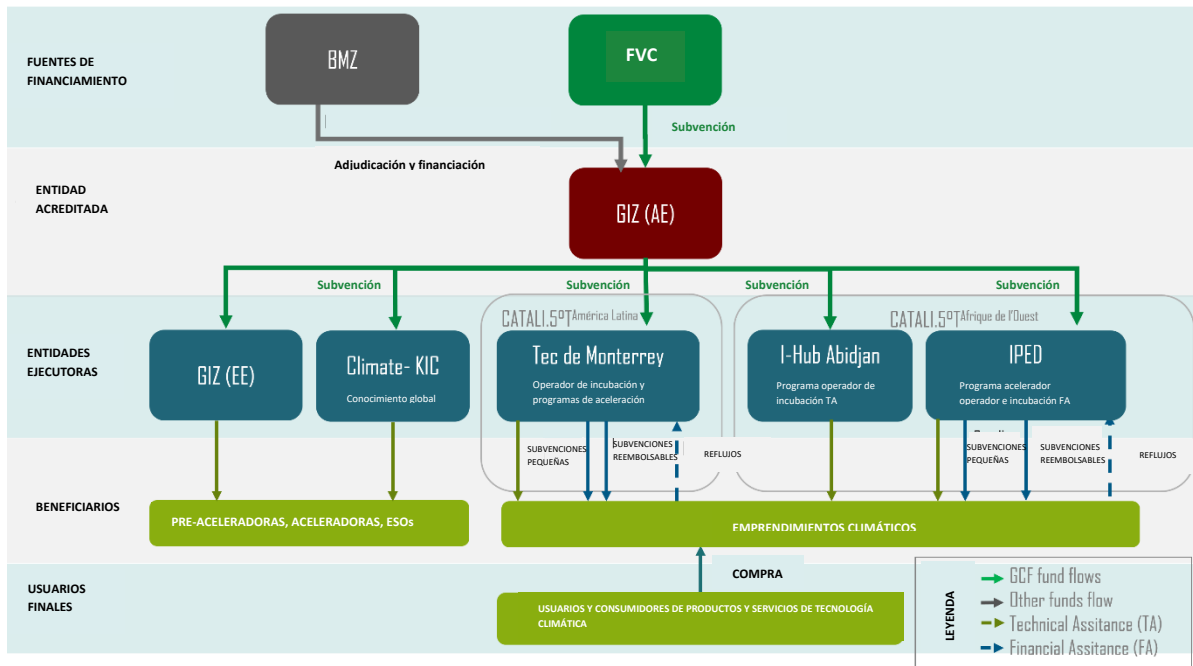 FUENTES DE
FINANCIAMIENTO
BMZ
FVC
Subvención
Adjudicación y financiación
ENTIDAD
ACREDITADA
GIZ (AE)
Subvención
Subvención
Subvención
Subvención
CATALI.5ºT América Latina
CATALI.5ºT Afrique de l'Ouest
ENTIDADES
EJECUTORAS
GIZ (EE)
Climate- KIC
Conocimiento global
Tec de Monterrey
Operador de incubación y
programas de aceleración
I-Hub Abidjan
Programa operador de
incubación TA
IPED
Programa acelerador
operador e incubación FA
SUBVENCIONES
PEQUEÑAS
SUBVENCIONES
REEMBOLSABLES
REFLUJOS
SUBVENCIONES
PEQUEÑAS
SUBVENCIONES
REEMBOLSABLES
REFLUJOS
BENEFICIARIOS
PRE-ACELERADORAS, ACELERADORAS, ESOs
EMPRENDIMIENTOS CLIMÁTICOS
COMPRA
USUARIOS
FINALES
USUARIOS Y CONSUMIDORES DE PRODUCTOS Y SERVICIOS DE TECNOLOGÍA
CLIMÁTICA
LEYENDA
GCF fund flows
Other funds flow
Technical Assitance (TA)
Financial Assitance (FA)